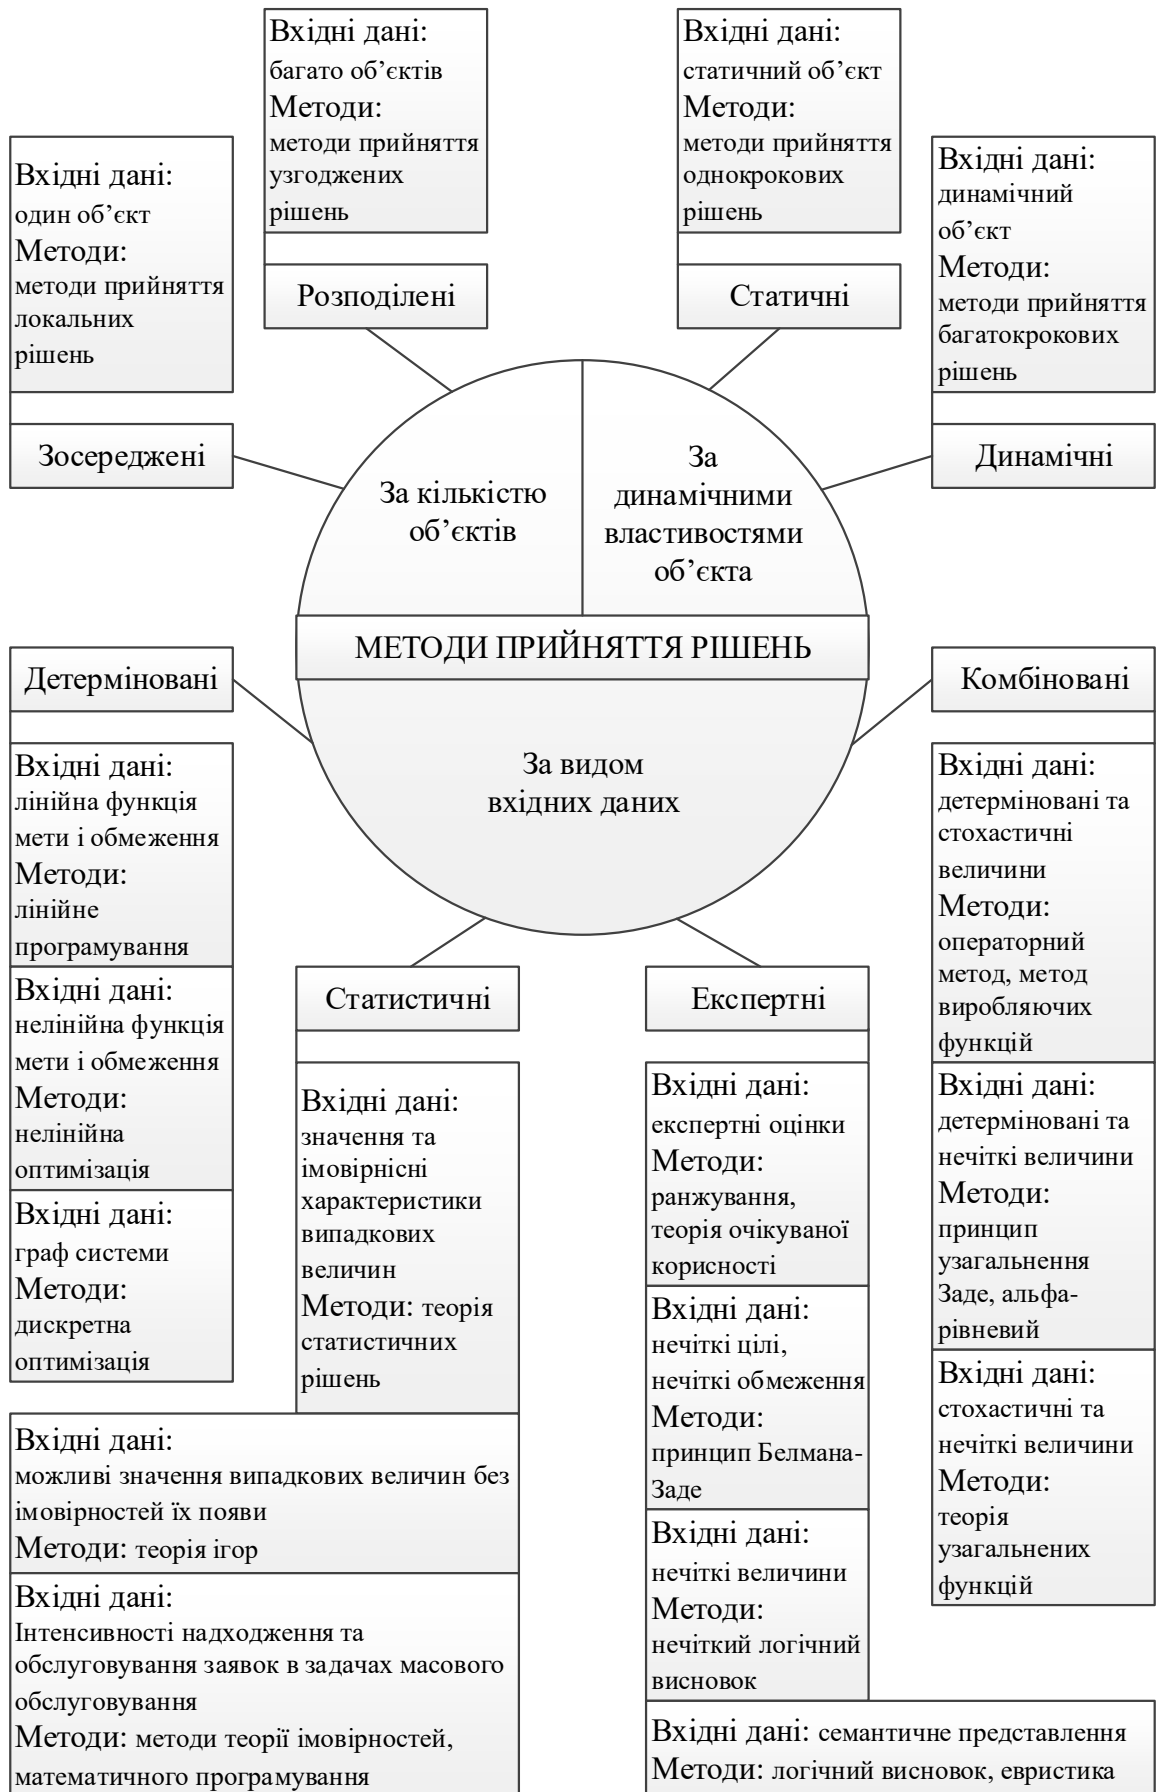 Вхідні дані:
багато об’єктів
Методи:
методи прийняття
узгоджених
рішень
Розподілені
Вхідні дані:
статичний об’єкт
Методи:
методи прийняття
однокрокових
рішень
Статичні
Вхідні дані:
один об’єкт
Методи:
методи прийняття
локальних
рішень
Зосереджені
Вхідні дані:
динамічний
об’єкт
Методи:
методи прийняття
багатокрокових
рішень
Динамічні
За кількістю
об’єктів
За
динамічними
властивостями
об’єкта
МЕТОДИ ПРИЙНЯТТЯ РІШЕНЬ
За видом
вхідних даних
Детерміновані
Вхідні дані:
лінійна функція
мети і обмеження
Методи:
лінійне
програмування
Вхідні дані:
нелінійна функція
мети і обмеження
Методи:
нелінійна
оптимізація
Вхідні дані:
граф системи
Методи:
дискретна
оптимізація
Статистичні
Вхідні дані:
значення та
імовірнісні
характеристики
випадкових
величин
Методи: теорія
статистичних
рішень
Вхідні дані:
можливі значення випадкових величин без
імовірностей їх появи
Методи: теорія ігор
Вхідні дані:
Інтенсивності надходження та
обслуговування заявок в задачах масового
обслуговування
Методи: методи теорії імовірностей,
математичного програмування
Експертні
Вхідні дані:
експертні оцінки
Методи:
ранжування,
теорія очікуваної
корисності
Вхідні дані:
нечіткі цілі,
нечіткі обмеження
Методи:
принцип Белмана-
Заде
Вхідні дані:
нечіткі величини
Методи:
нечіткий логічний
висновок
Вхідні дані: семантичне представлення
Методи: логічний висновок, евристика
Комбіновані
Вхідні дані:
детерміновані та
стохастичні
величини
Методи:
операторний
метод, метод
виробляючих
функцій
Вхідні дані:
детерміновані та
нечіткі величини
Методи:
принцип
узагальнення
Заде, альфа-
рівневий
Вхідні дані:
стохастичні та
нечіткі величини
Методи:
теорія
узагальнених
функцій